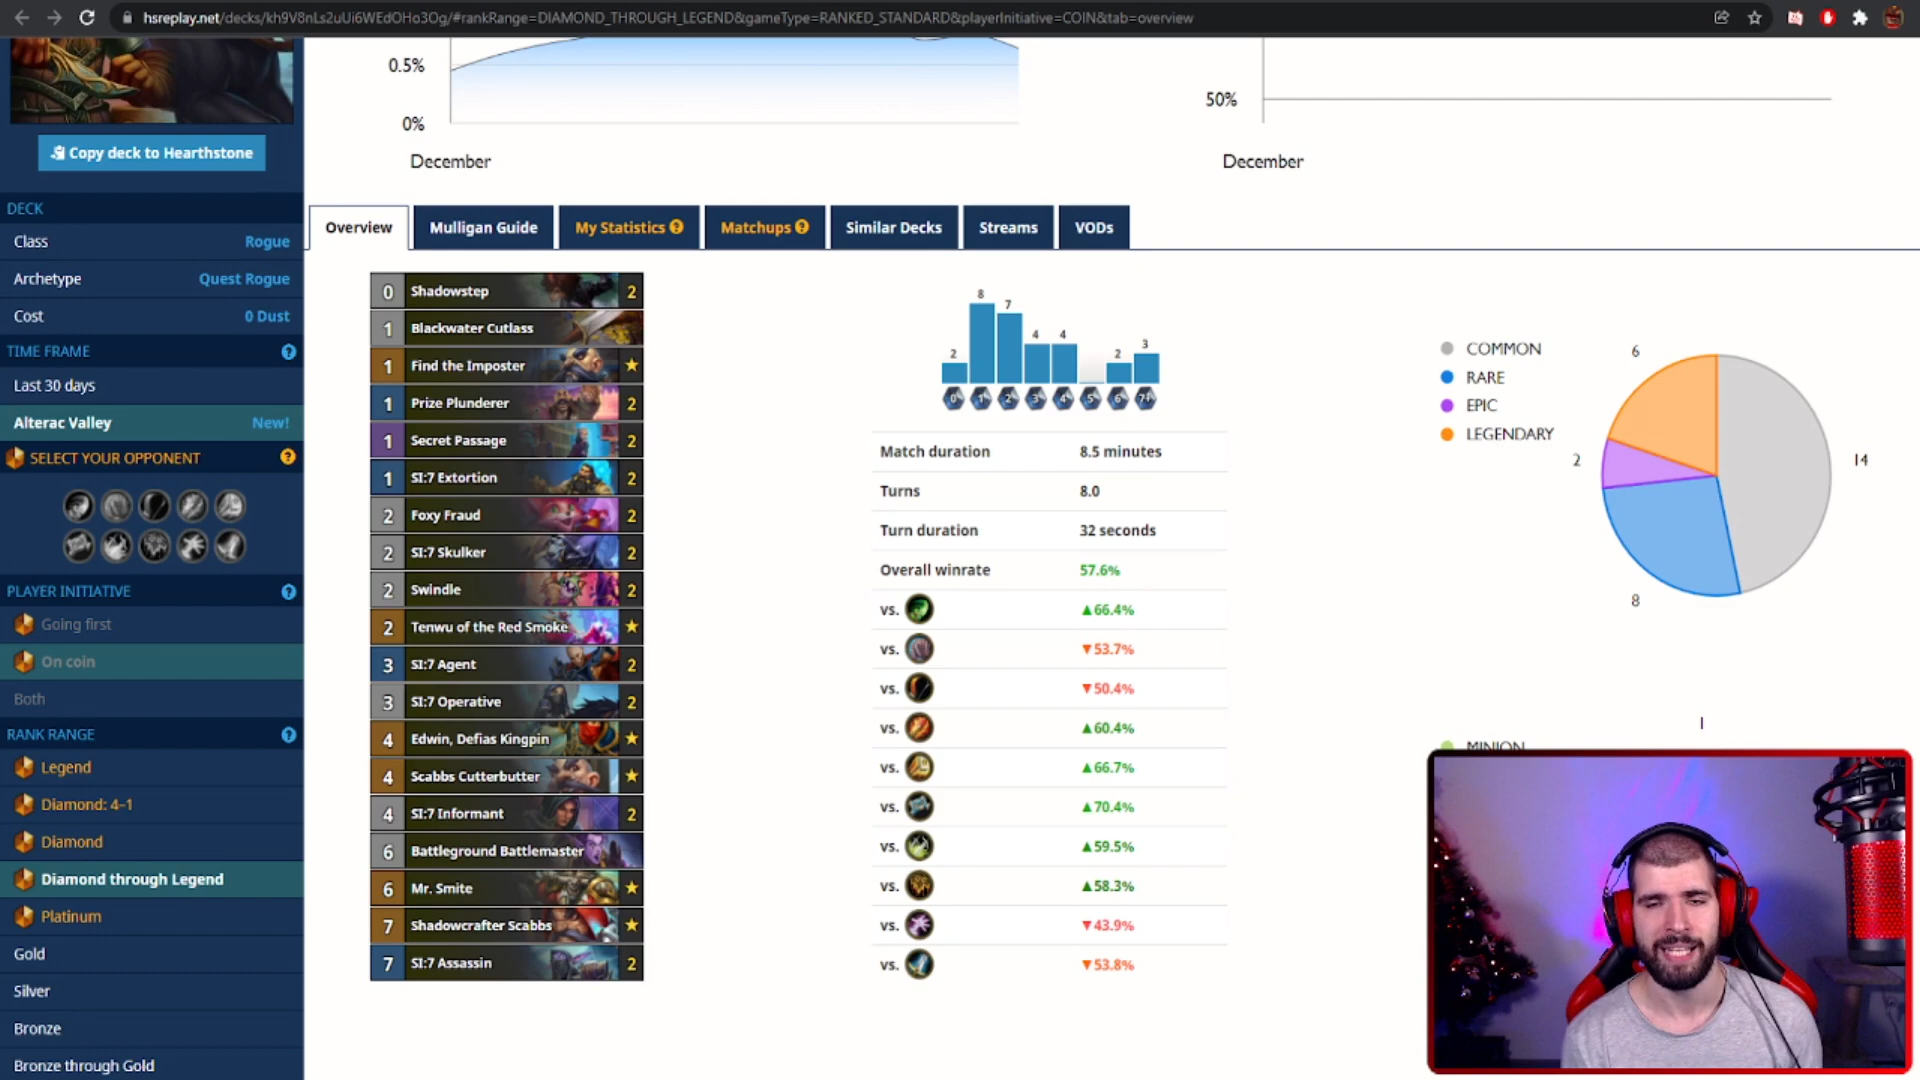 hsreplay.net/decks/kh9V8nLs2uUi6WEdOHo3Og/#rankRange=DIAMOND_THROUGH_LEGEND&gameType=RANKED_STANDARD&playerInitiative=COIN&tab=overview
0.5%
0%
December
50%
December
Copy deck to Hearthstone
DECK
Class Rogue
Archetype Quest Rogue
Cost 0 Dust
TIME FRAME ?
Last 30 days
Alterac Valley New!
SELECT YOUR OPPONENT ?
PLAYER INITIATIVE ?
Going first
On coin
Both
RANK RANGE ?
Legend
Diamond: 4–1
Diamond
Diamond through Legend
Platinum
Gold
Silver
Bronze
Bronze through Gold
Overview
Mulligan Guide
My Statistics ?
Matchups ?
Similar Decks
Streams
VODs
0 Shadowstep 2
1 Blackwater Cutlass
1 Find the Imposter ★
1 Prize Plunderer 2
1 Secret Passage 2
1 SI:7 Extortion 2
2 Foxy Fraud 2
2 SI:7 Skulker 2
2 Swindle 2
2 Tenwu of the Red Smoke ★
3 SI:7 Agent 2
3 SI:7 Operative 2
4 Edwin, Defias Kingpin ★
4 Scabbs Cutterbutter ★
4 SI:7 Informant 2
6 Battleground Battlemaster
6 Mr. Smite ★
7 Shadowcrafter Scabbs ★
7 SI:7 Assassin 2
2 8 7 4 4 2 3
0 1 2 3 4 5 6 7+
Match duration 8.5 minutes
Turns 8.0
Turn duration 32 seconds
Overall winrate 57.6%
vs. ▲66.4%
vs. ▼53.7%
vs. ▼50.4%
vs. ▲60.4%
vs. ▲66.7%
vs. ▲70.4%
vs. ▲59.5%
vs. ▲58.3%
vs. ▼43.9%
vs. ▼53.8%
COMMON
RARE
EPIC
LEGENDARY
6
2
14
8
1
MINION